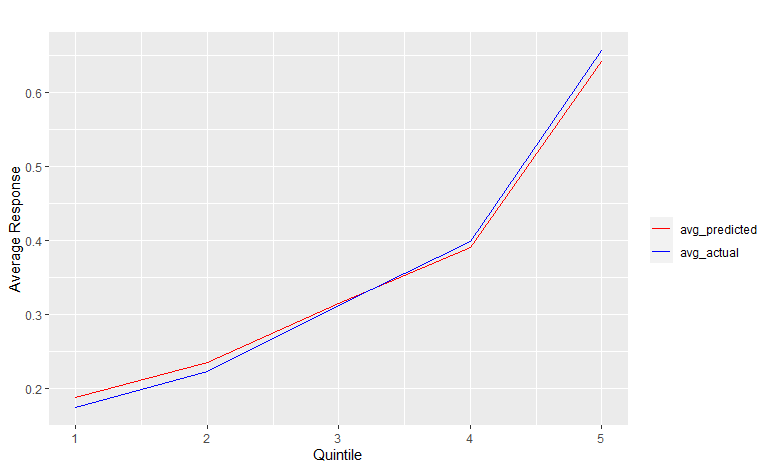 Average Response
0.6
0.5
0.4
0.3
0.2
1 2 3 4 5
Quintile
avg_predicted
avg_actual